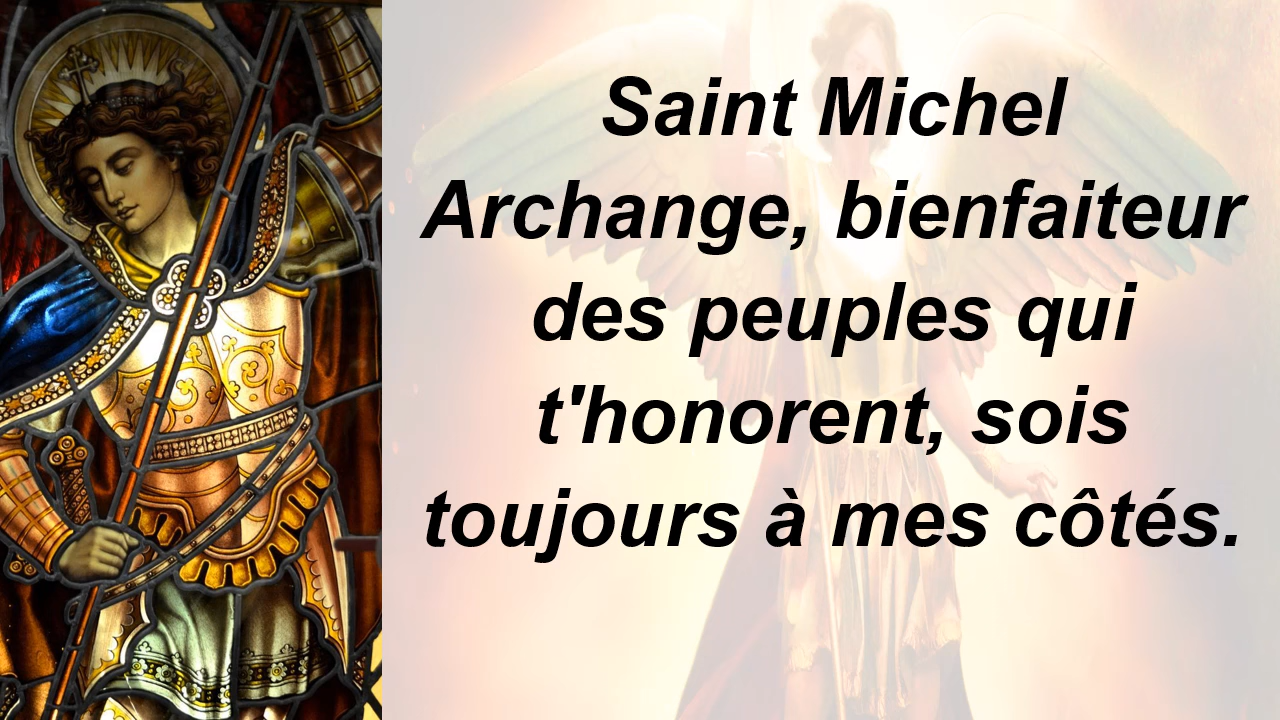 Saint Michel
Archange, bienfaiteur
des peuples qui
t'honorent, sois
toujours à mes côtés.